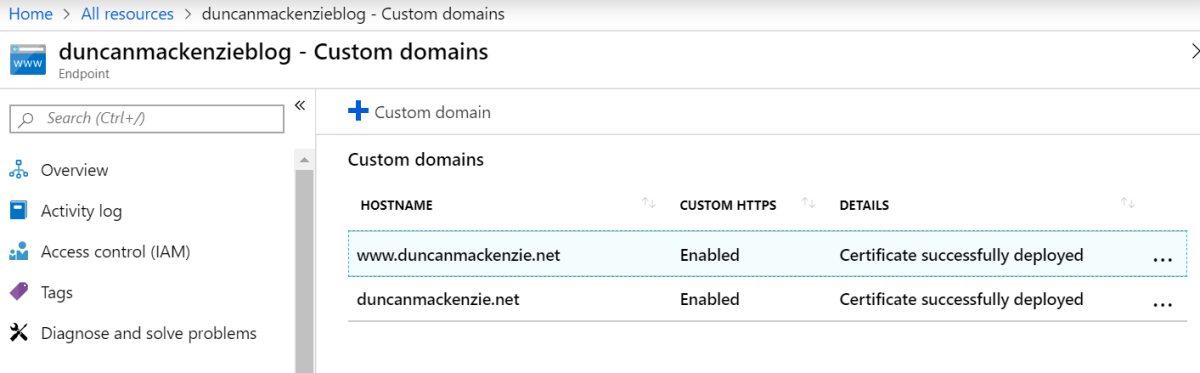 Home > All resources > duncanmackenzieblog - Custom domains
www
duncanmackenzieblog - Custom domains
Endpoint
Search (Ctrl+/)
«
Overview
Activity log
Access control (IAM)
Tags
Diagnose and solve problems
+ Custom domain
Custom domains
HOSTNAME ↑↓ CUSTOM HTTPS ↑↓ DETAILS ↑↓
www.duncanmackenzie.net Enabled Certificate successfully deployed ...
duncanmackenzie.net Enabled Certificate successfully deployed ...